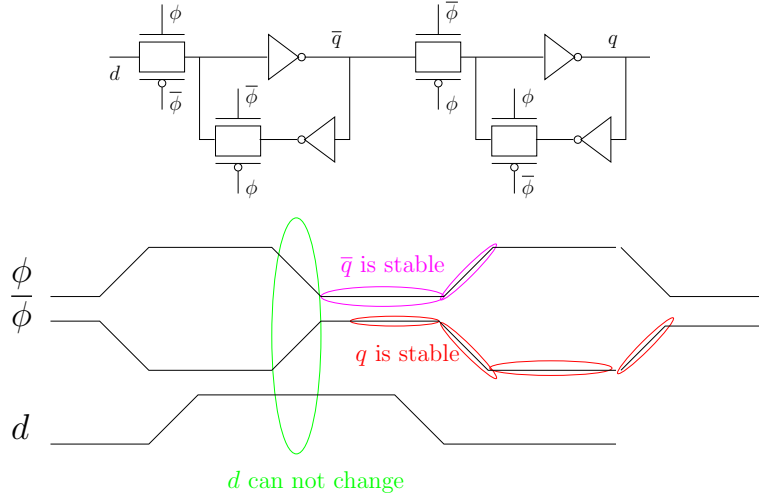 ϕ q̅ ϕ̅ q
d
ϕ̅ ϕ̅ ϕ ϕ
ϕ ϕ̅
q̅ is stable
ϕ
ϕ̅
q is stable
d
d can not change